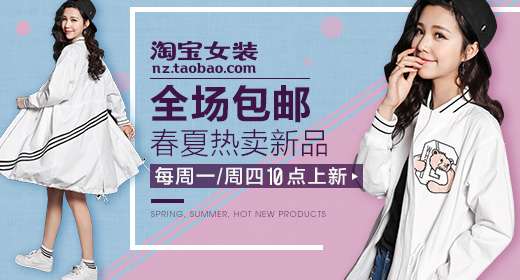 淘宝女装
nz.taobao.com
全场包邮
春夏热卖新品
每周一/周四10点上新
SPRING, SUMMER, HOT NEW PRODUCTS